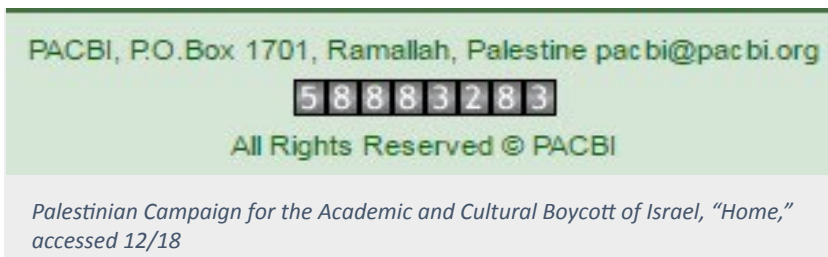 PACBI, P.O.Box 1701, Ramallah, Palestine pacbi@pacbi.org
58883283
All Rights Reserved © PACBI
Palestinian Campaign for the Academic and Cultural Boycott of Israel, “Home,”
accessed 12/18